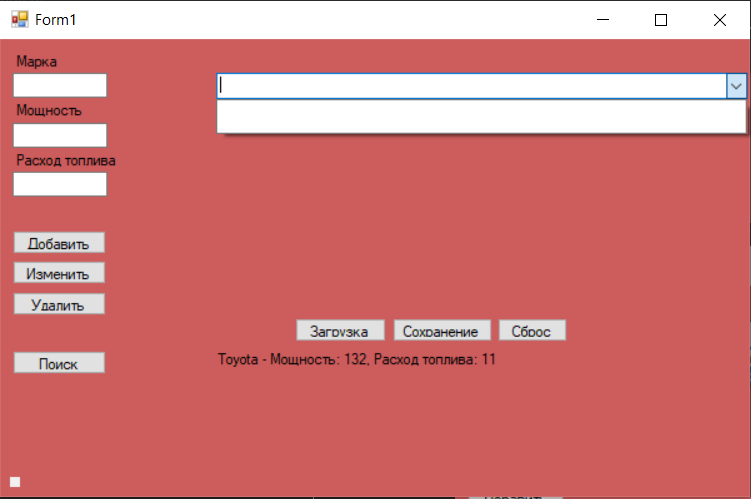 Form1
Марка
Мощность
Расход топлива
Добавить
Изменить
Удалить
Загрузка Сохранение Сброс
Поиск
Toyota - Мощность: 132, Расход топлива: 11